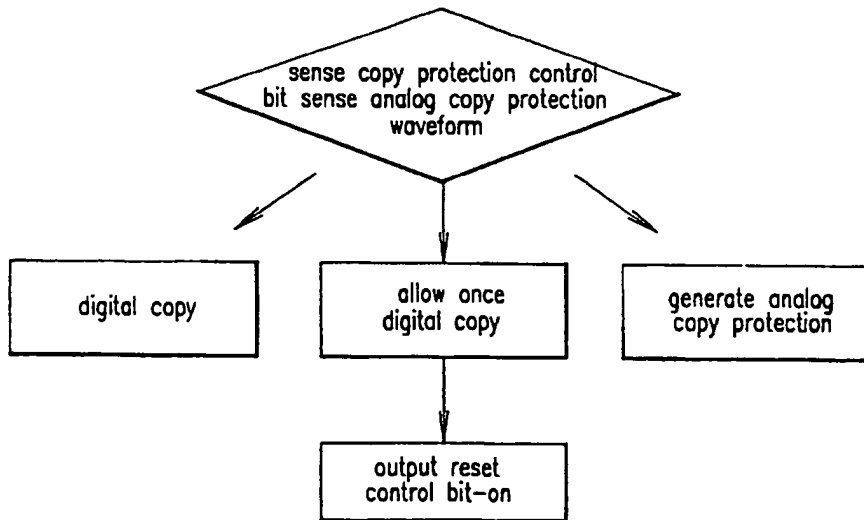 sense copy protection control
bit sense analog copy protection
waveform
digital copy
allow once
digital copy
generate analog
copy protection
output reset
control bit-on